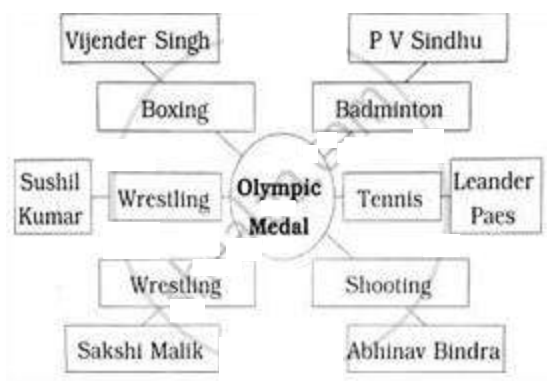 Vijender Singh
P V Sindhu
Boxing
Badminton
Sushil
Kumar
Wrestling
Olympic
Medal
Tennis
Leander
Paes
Wrestling
Shooting
Sakshi Malik
Abhinav Bindra